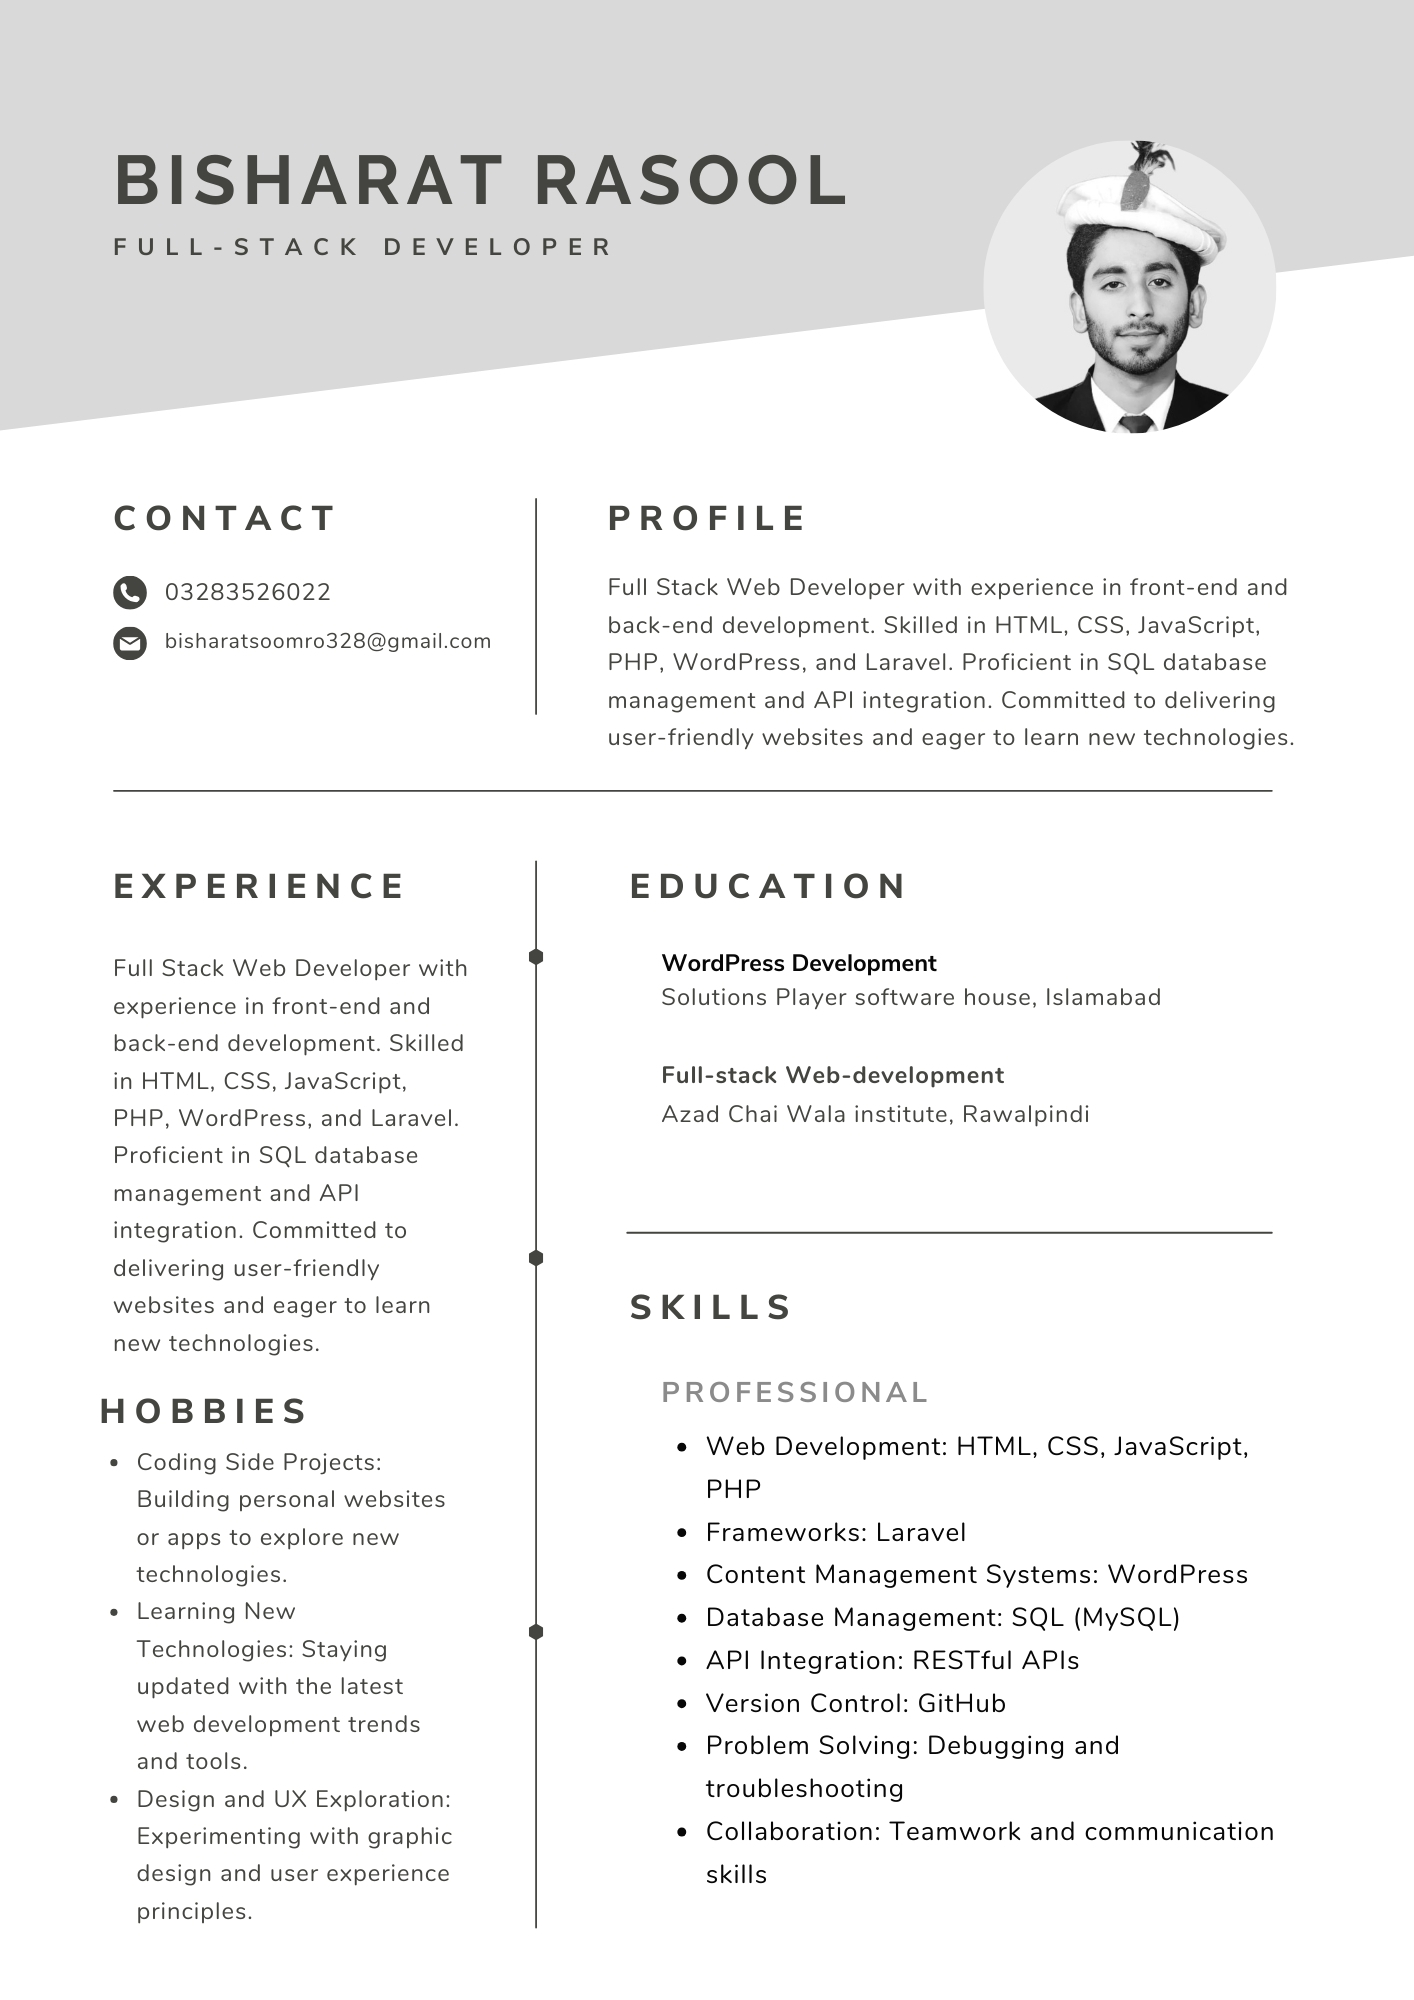 BISHARAT RASOOL
FULL-STACK DEVELOPER
CONTACT
03283526022
bisharatsoomro328@gmail.com
PROFILE
Full Stack Web Developer with experience in front-end and
back-end development. Skilled in HTML, CSS, JavaScript,
PHP, WordPress, and Laravel. Proficient in SQL database
management and API integration. Committed to delivering
user-friendly websites and eager to learn new technologies.
EXPERIENCE
Full Stack Web Developer with
experience in front-end and
back-end development. Skilled
in HTML, CSS, JavaScript,
PHP, WordPress, and Laravel.
Proficient in SQL database
management and API
integration. Committed to
delivering user-friendly
websites and eager to learn
new technologies.
HOBBIES
• Coding Side Projects:
Building personal websites
or apps to explore new
technologies.
• Learning New
Technologies: Staying
updated with the latest
web development trends
and tools.
• Design and UX Exploration:
Experimenting with graphic
design and user experience
principles.
EDUCATION
WordPress Development
Solutions Player software house, Islamabad
Full-stack Web-development
Azad Chai Wala institute, Rawalpindi
SKILLS
PROFESSIONAL
• Web Development: HTML, CSS, JavaScript,
PHP
• Frameworks: Laravel
• Content Management Systems: WordPress
• Database Management: SQL (MySQL)
• API Integration: RESTful APIs
• Version Control: GitHub
• Problem Solving: Debugging and
troubleshooting
• Collaboration: Teamwork and communication
skills